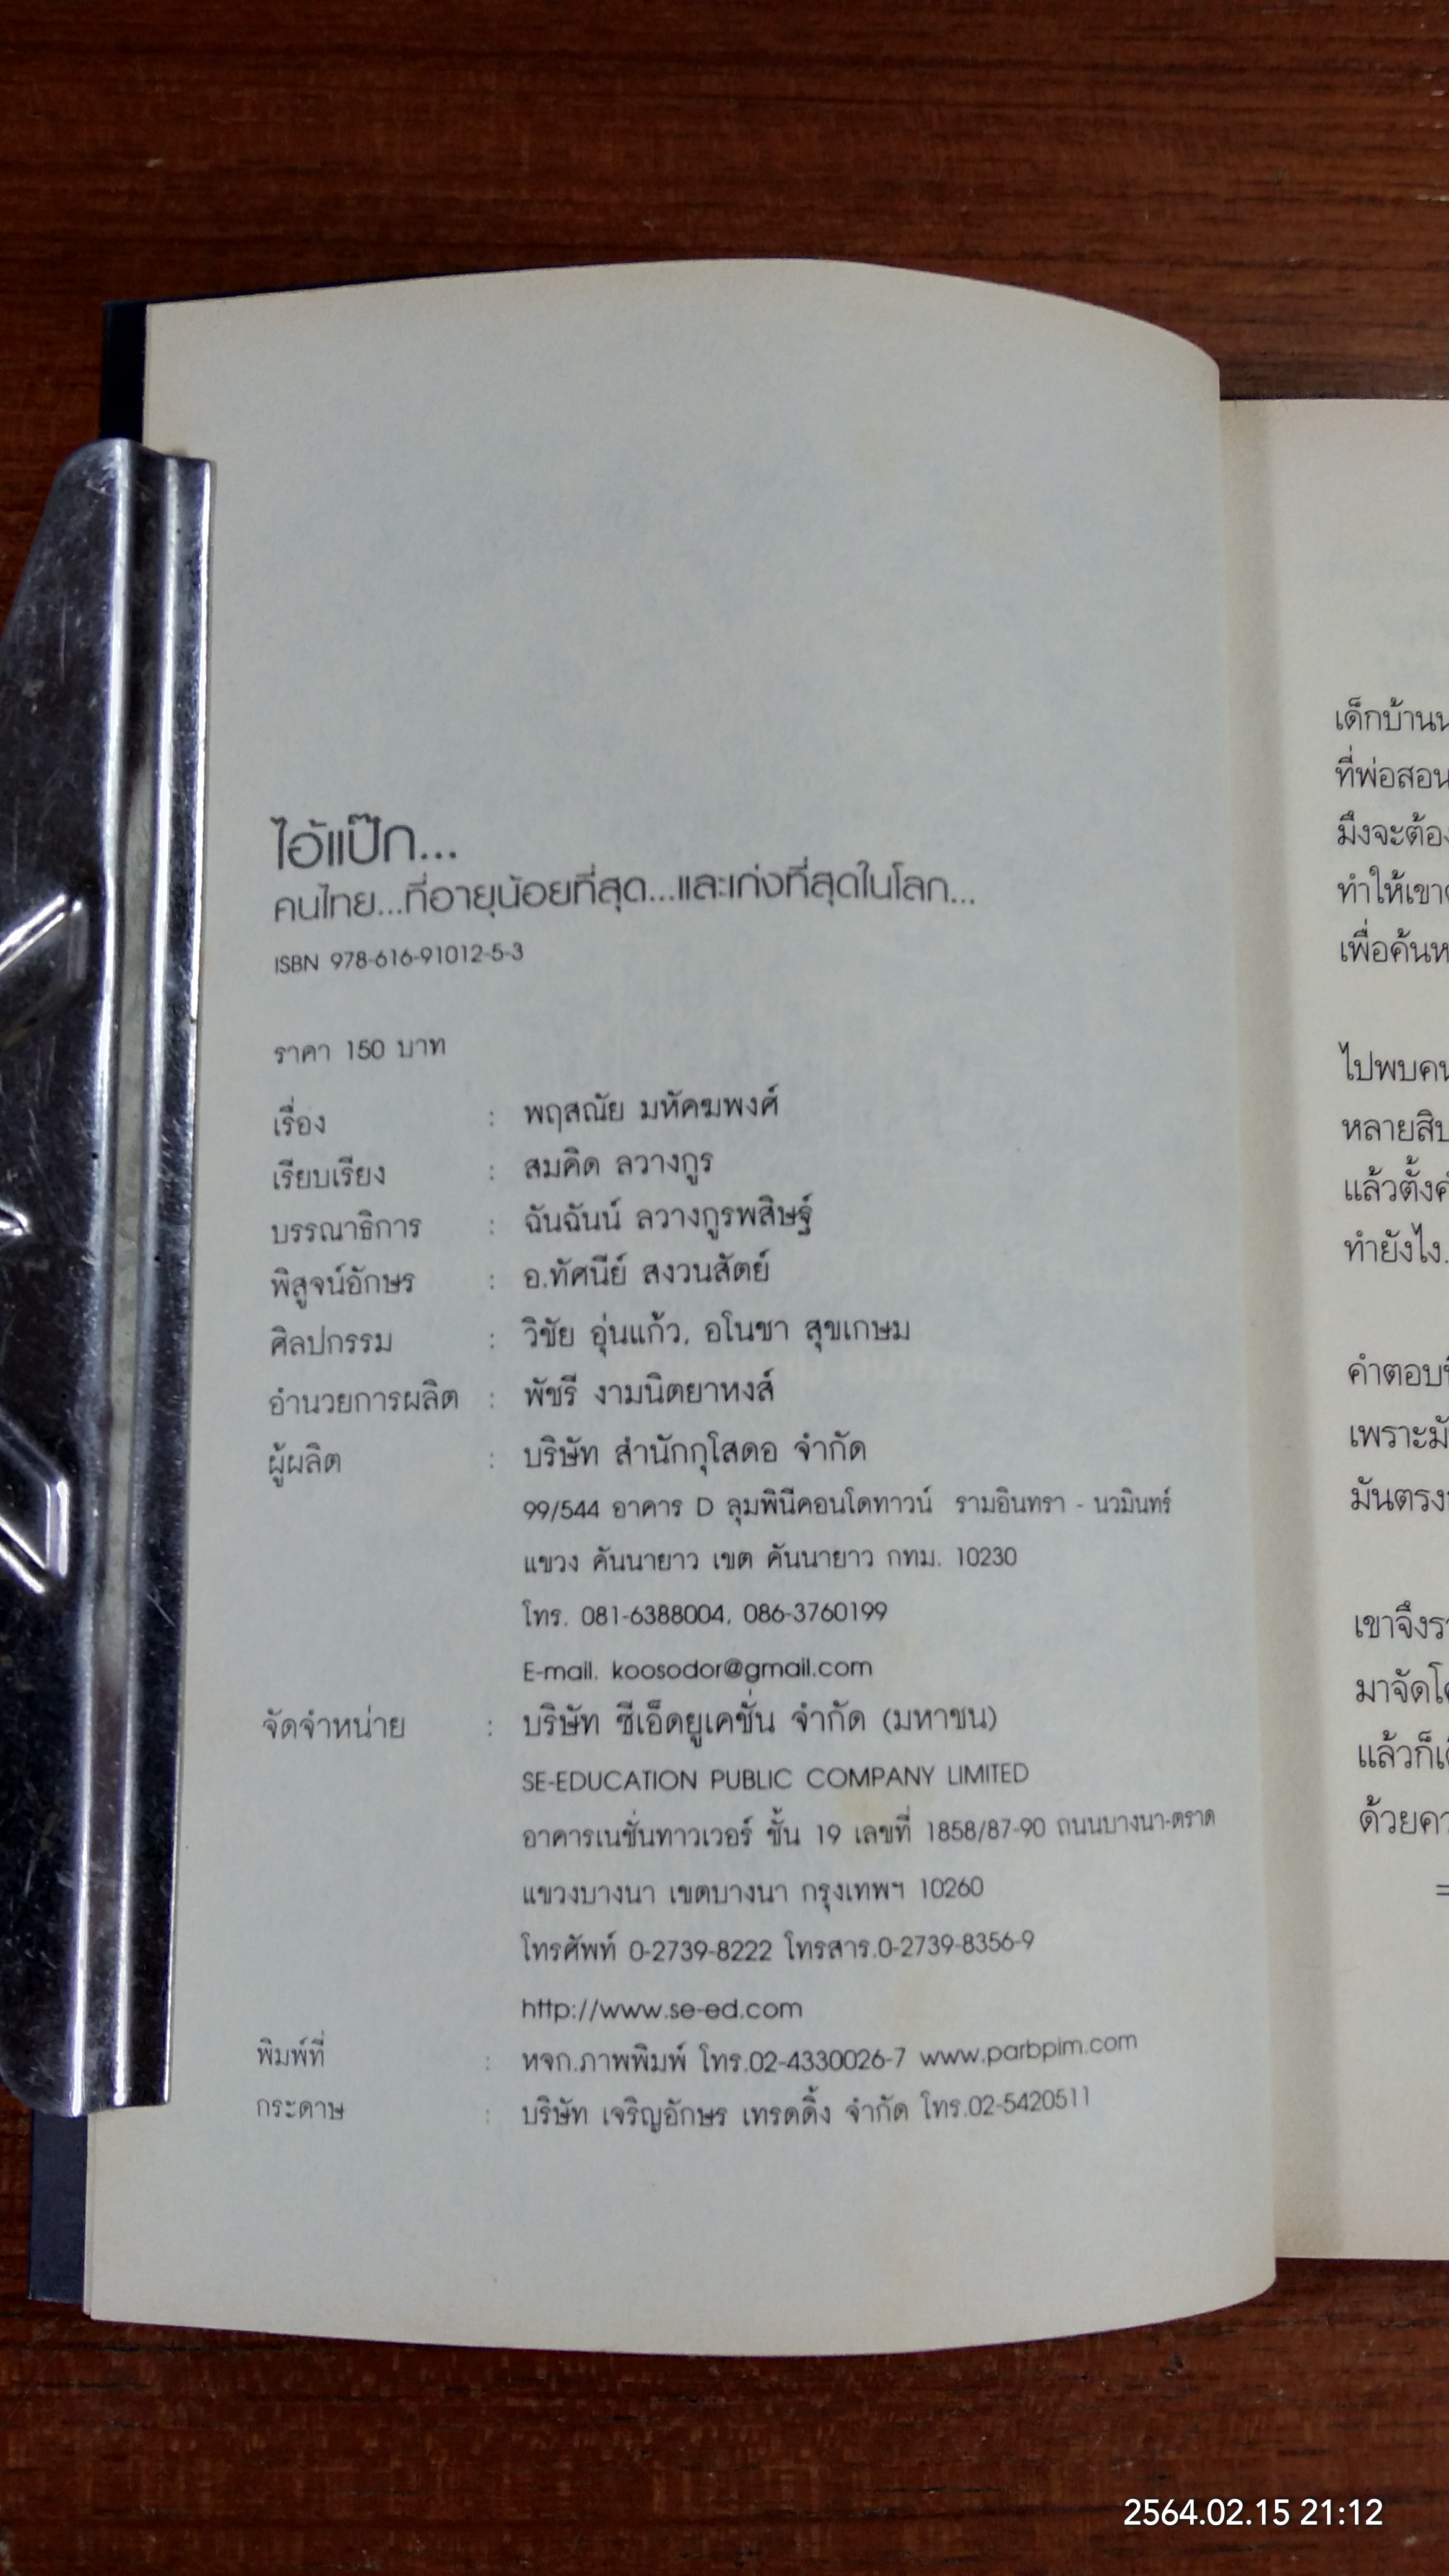 ไอ้แป๊ก...
คนไทย...ที่อายุน้อยที่สุด...และเก่งที่สุดในโลก...
ISBN 978-616-91012-5-3
ราคา 150 บาท
เรื่อง : พฤสณัย มหัคฆพงศ์
เรียบเรียง : สมคิด ลวางกูร
บรรณาธิการ : ฉันฉันน์ ลวางกูรพสิษฐ์
พิสูจน์อักษร : อ.ทัศนีย์ สงวนสัตย์
ศิลปกรรม : วิชัย อุ่นแก้ว, อโนชา สุขเกษม
อำนวยการผลิต : พัชรี งามนิตยาหงส์
ผู้ผลิต : บริษัท สำนักกุโสดอ จำกัด
99/544 อาคาร D ลุมพินีคอนโดทาวน์ รามอินทรา - นวมินทร์
แขวง คันนายาว เขต คันนายาว กทม. 10230
โทร. 081-6388004, 086-3760199
E-mail. koosodor@gmail.com
จัดจำหน่าย : บริษัท ซีเอ็ดยูเคชั่น จำกัด (มหาชน)
SE-EDUCATION PUBLIC COMPANY LIMITED
อาคารเนชั่นทาวเวอร์ ชั้น 19 เลขที่ 1858/87-90 ถนนบางนา-ตราด
แขวงบางนา เขตบางนา กรุงเทพฯ 10260
โทรศัพท์ 0-2739-8222 โทรสาร.0-2739-8356-9
http://www.se-ed.com
พิมพ์ที่ : หจก.ภาพพิมพ์ โทร.02-4330026-7 www.parbpim.com
กระดาษ : บริษัท เจริญอักษร เทรดดิ้ง จำกัด โทร.02-5420511
เด็กบ้าน
ที่พ่อสอน
มึงจะต้อง
ทำให้เขา
เพื่อค้น
ไปพบ
หลาย
แล้วตั้ง
ทำยังไง.
คำตอบ
เพราะ
มันตรง
เขาจึง
มาจัด
แล้วก็
ด้วย
2564.02.15 21:12